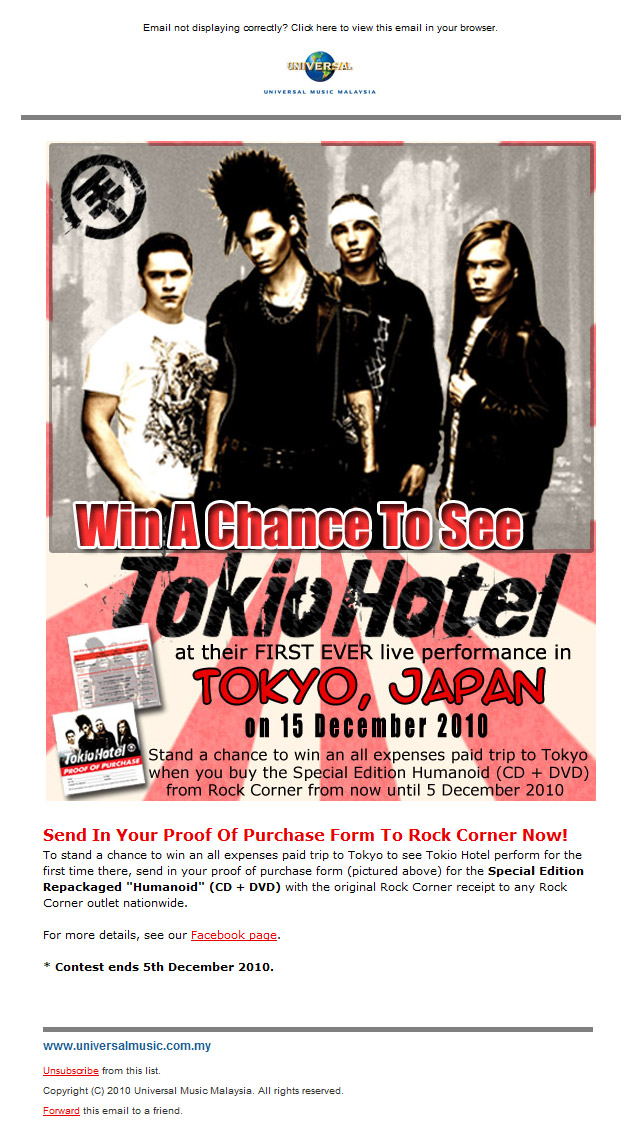 Email not displaying correctly? Click here to view this email in your browser.
UNIVERSAL
UNIVERSAL MUSIC MALAYSIA
Win A Chance To See
Tokio Hotel
at their FIRST EVER live performance in
TOKYO, JAPAN
on 15 December 2010
Tokio Hotel
PROOF OF PURCHASE
Stand a chance to win an all expenses paid trip to Tokyo
when you buy the Special Edition Humanoid (CD + DVD)
from Rock Corner from now until 5 December 2010
Send In Your Proof Of Purchase Form To Rock Corner Now!
To stand a chance to win an all expenses paid trip to Tokyo to see Tokio Hotel perform for the
first time there, send in your proof of purchase form (pictured above) for the Special Edition
Repackaged "Humanoid" (CD + DVD) with the original Rock Corner receipt to any Rock
Corner outlet nationwide.
For more details, see our Facebook page.
* Contest ends 5th December 2010.
www.universalmusic.com.my
Unsubscribe from this list.
Copyright (C) 2010 Universal Music Malaysia. All rights reserved.
Forward this email to a friend.